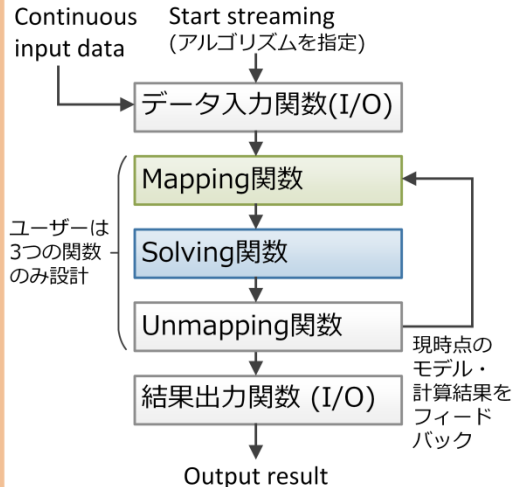 Continuous
input data
Start streaming
(アルゴリズムを指定)
データ入力関数(I/O)
Mapping関数
ユーザーは
3つの関数
のみ設計
Solving関数
Unmapping関数
現時点の
モデル・
計算結果を
フィード
バック
結果出力関数 (I/O)
Output result